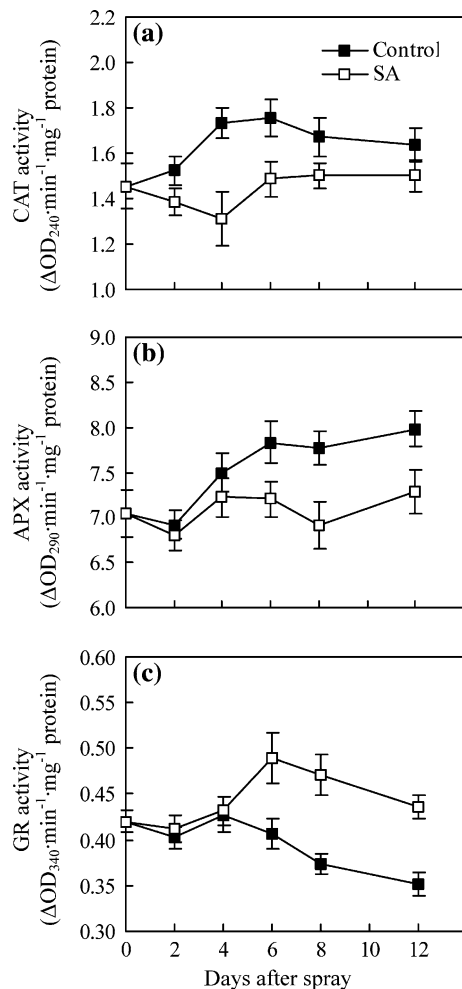 (a)
Control
SA
2.2
2.0
1.8
1.6
1.4
1.2
1.0
CAT activity
(ΔOD240·min-1·mg-1 protein)
(b)
9.0
8.5
8.0
7.5
7.0
6.5
6.0
APX activity
(ΔOD290·min-1·mg-1 protein)
(c)
0.60
0.55
0.50
0.45
0.40
0.35
0.30
GR activity
(ΔOD340·min-1·mg-1 protein)
0 2 4 6 8 10 12
Days after spray